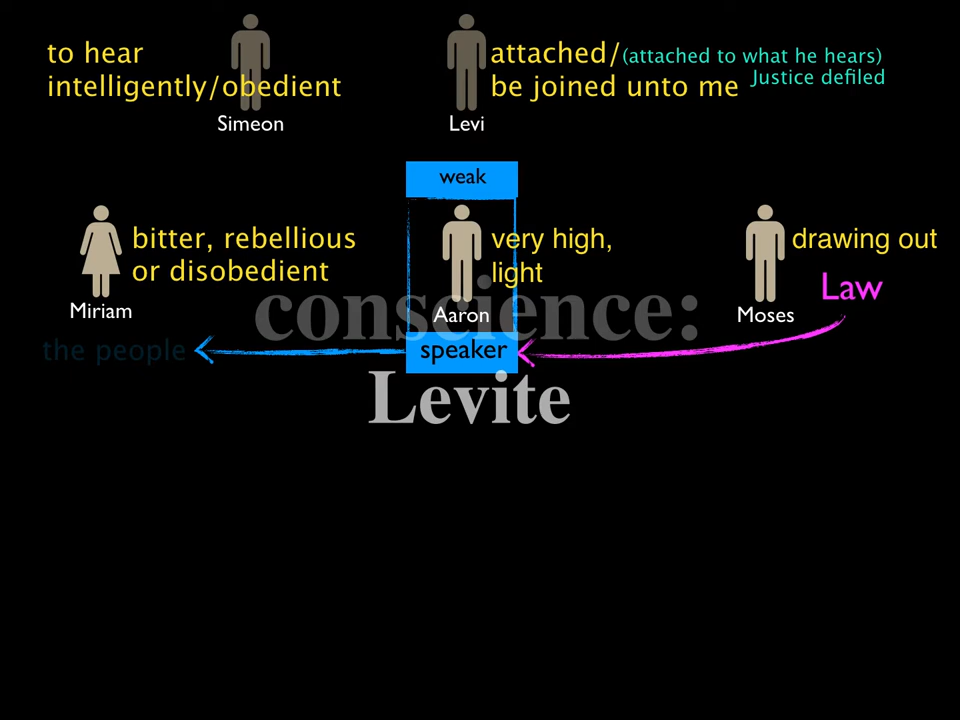 to hear
intelligently/obedient
Simeon
attached/(attached to what he hears)
be joined unto me Justice defiled
Levi
weak
bitter, rebellious
or disobedient
Miriam
very high,
light
Aaron
drawing out
Law
Moses
conscience:
the people
speaker
Levite